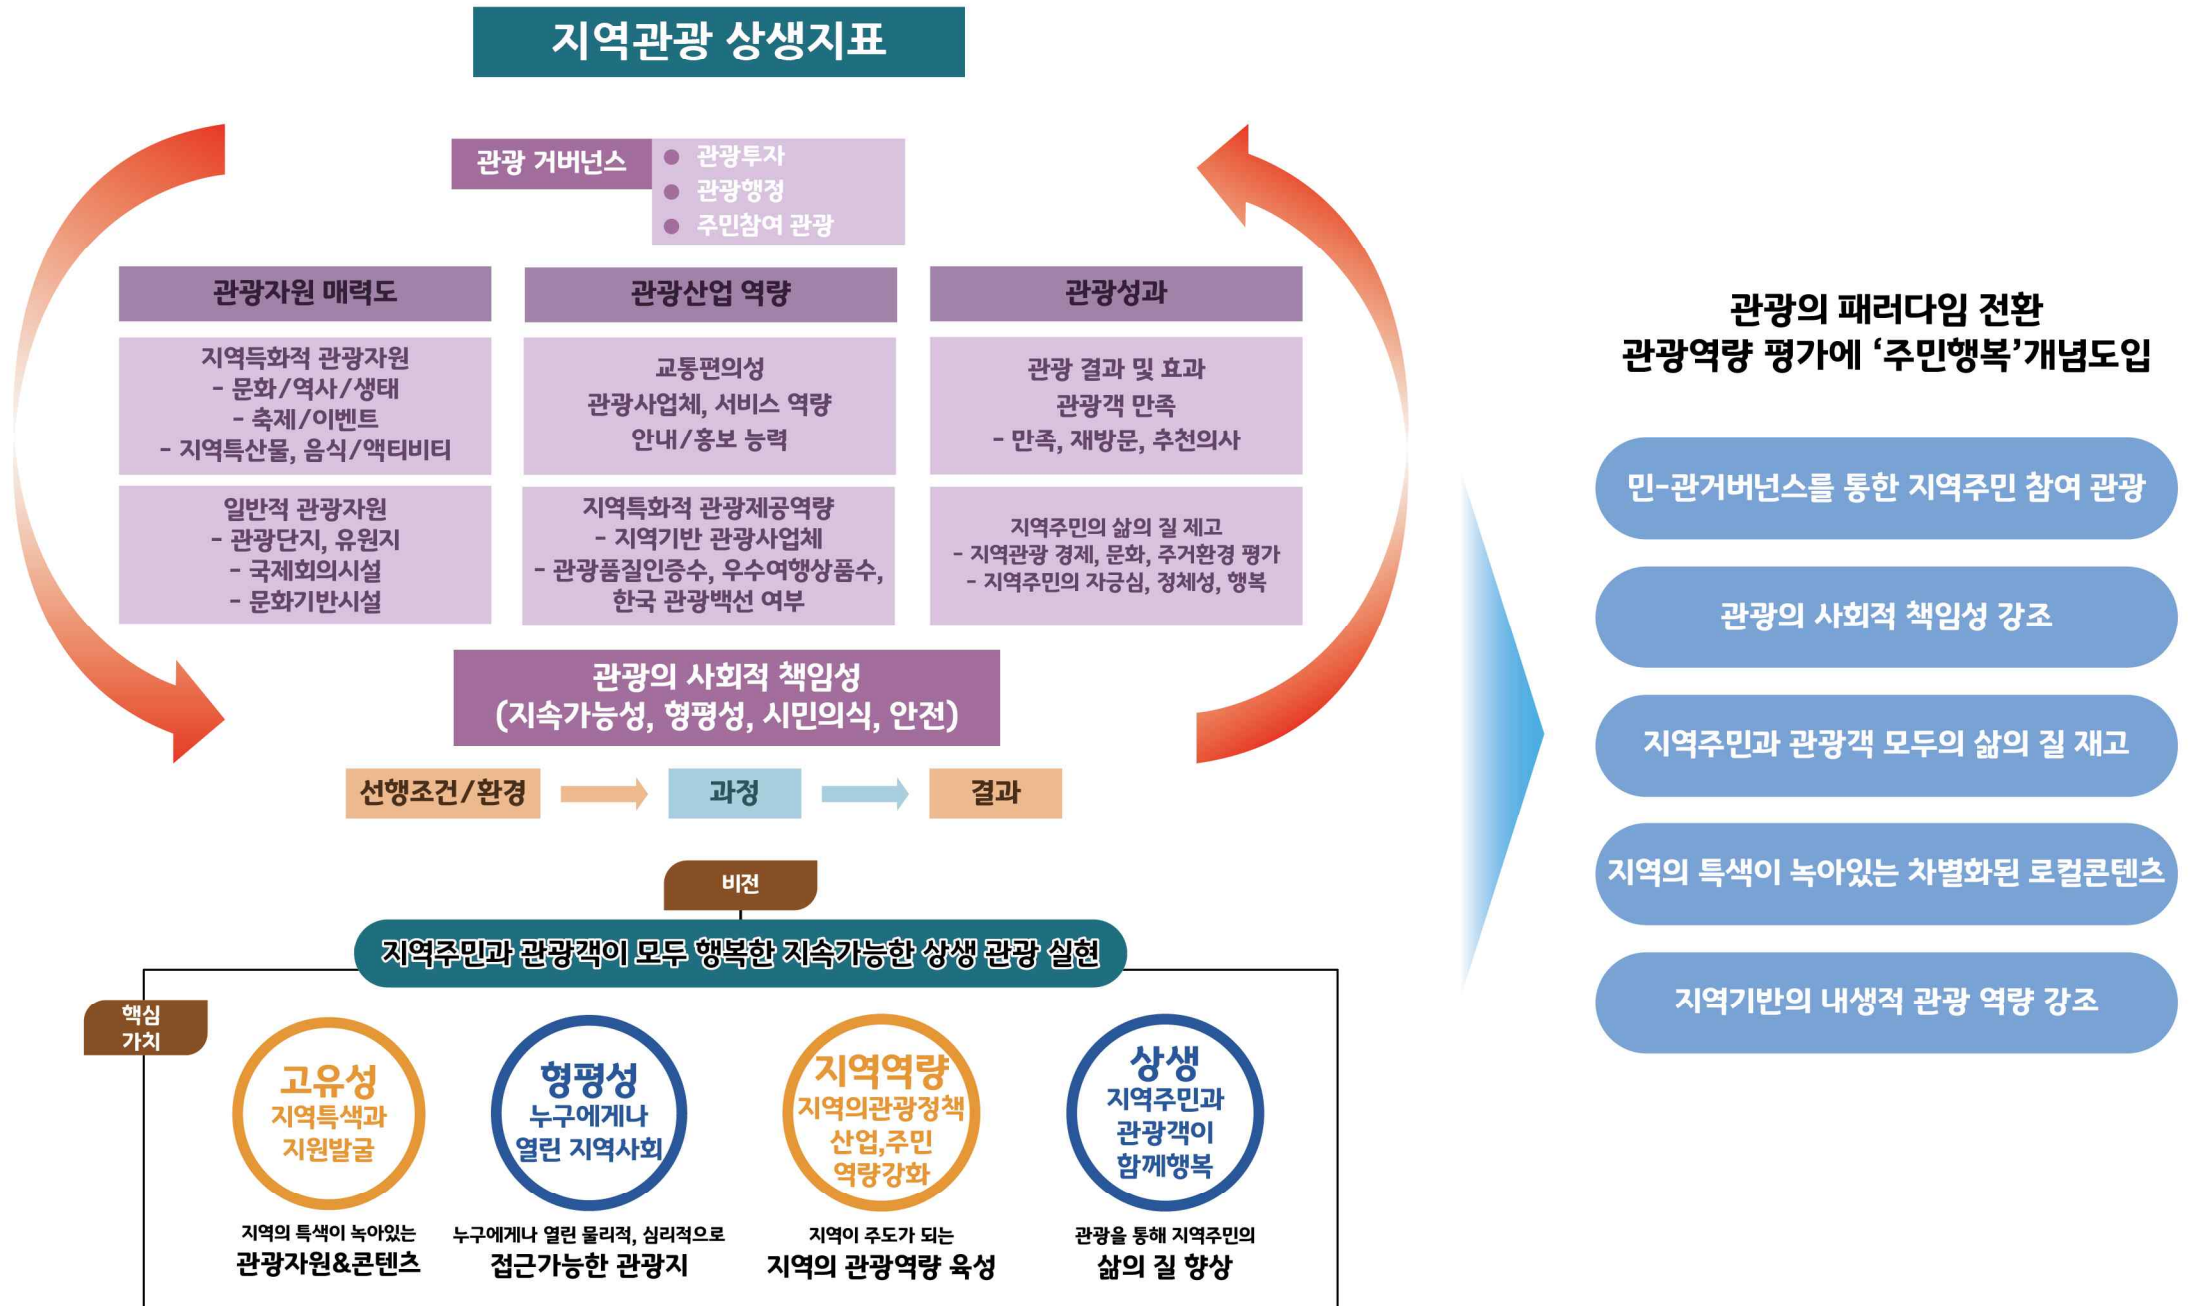 지역관광 상생지표
관광 거버넌스
● 관광투자
● 관광행정
● 주민참여 관광
관광자원 매력도
지역득화적 관광자원
- 문화/역사/생태
- 축제/이벤트
- 지역특산물, 음식/액티비티
일반적 관광자원
- 관광단지, 유원지
- 국제회의시설
- 문화기반시설
관광산업 역량
교통편의성
관광사업체, 서비스 역량
안내/홍보 능력
지역특화적 관광제공역량
- 지역기반 관광사업체
- 관광품질인증수, 우수여행상품수,
한국 관광백선 여부
관광성과
관광 결과 및 효과
관광객 만족
- 만족, 재방문, 추천의사
지역주민의 삶의 질 제고
- 지역관광 경제, 문화, 주거환경 평가
- 지역주민의 자긍심, 정체성, 행복
관광의 사회적 책임성
(지속가능성, 형평성, 시민의식, 안전)
선행조건/환경
과정
결과
비전
지역주민과 관광객이 모두 행복한 지속가능한 상생 관광 실현
핵심
가치
고유성
지역특색과
지원발굴
지역의 특색이 녹아있는
관광자원&콘텐츠
형평성
누구에게나
열린 지역사회
누구에게나 열린 물리적, 심리적으로
접근가능한 관광지
지역역량
지역의관광정책
산업,주민
역량강화
지역이 주도가 되는
지역의 관광역량 육성
상생
지역주민과
관광객이
함께행복
관광을 통해 지역주민의
삶의 질 향상
관광의 패러다임 전환
관광역량 평가에 ‘주민행복’개념도입
민-관거버넌스를 통한 지역주민 참여 관광
관광의 사회적 책임성 강조
지역주민과 관광객 모두의 삶의 질 재고
지역의 특색이 녹아있는 차별화된 로컬콘텐츠
지역기반의 내생적 관광 역량 강조